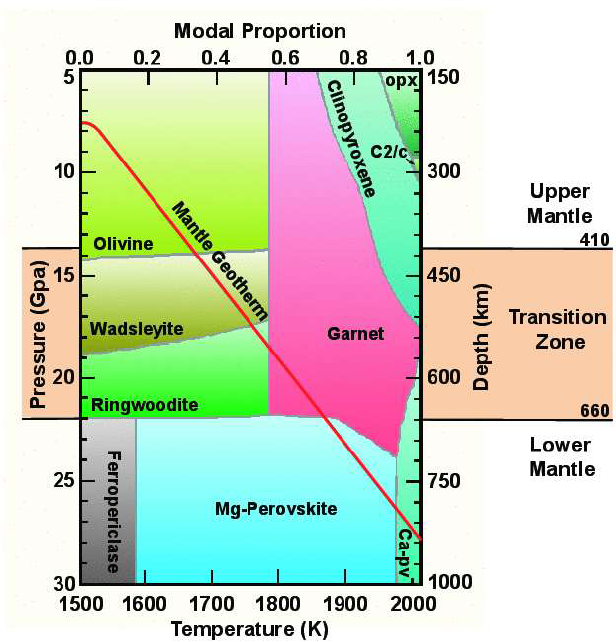 Modal Proportion
0.0 0.2 0.4 0.6 0.8 1.0
5 150
opx
Clinopyroxene
C2/c
10 300
Upper
Mantle
Mantle Geotherm
Olivine
410
15 450
Pressure (Gpa)
Depth (km)
Wadsleyite
Garnet
Transition
Zone
20 600
Ringwoodite
660
Lower
Mantle
Ferropericlase
25 750
Mg-Perovskite
Ca-pv
30 1000
1500 1600 1700 1800 1900 2000
Temperature (K)